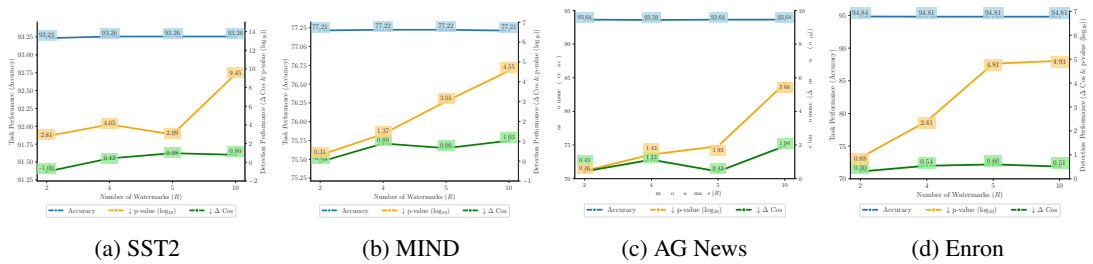 93.23 93.26 93.26 93.26
93.25
93.00
92.75
92.50
92.25
92.00
91.75
91.50
91.25
14
12
10
8
6
4
2
0
−2
2.81 4.05 2.99 9.45
-1.00 0.42 0.98 0.80
2 4 5 10
Task Performance (Accuracy)
Detection Performance (Δ Cos & p-value (log₁₀))
Number of Watermarks (R)
Accuracy ↓ p-value (log₁₀) ↓ Δ Cos
(a) SST2
77.21 77.22 77.22 77.21
77.25
77.00
76.75
76.50
76.25
76.00
75.75
75.50
75.25
7
6
5
4
3
2
1
0
−1
0.31 1.37 3.01 4.55
0.89 0.66 1.03
2 4 5 10
Task Performance (Accuracy)
Detection Performance (Δ Cos & p-value (log₁₀))
Number of Watermarks (R)
Accuracy ↓ p-value (log₁₀) ↓ Δ Cos
(b) MIND
93.64 93.59 93.64 93.64
95
90
85
80
75
70
10
8
6
4
2
0
1 43 1 93
0 43 1 12 0 43 1 94
2 4 5 10
Accuracy ↓ p-value (log₁₀) ↓ Δ Cos
(c) AG News
94.84 94.81 94.81 94.81
95
90
85
80
75
70
7
6
5
4
3
2
1
0
0.88 2.41 4.81 4.93
0.30 0.54 0.60 0.51
2 4 5 10
Task Performance (Accuracy)
Detection Performance (Δ Cos & p-value (log₁₀))
Number of Watermarks (R)
Accuracy ↓ p-value (log₁₀) ↓ Δ Cos
(d) Enron